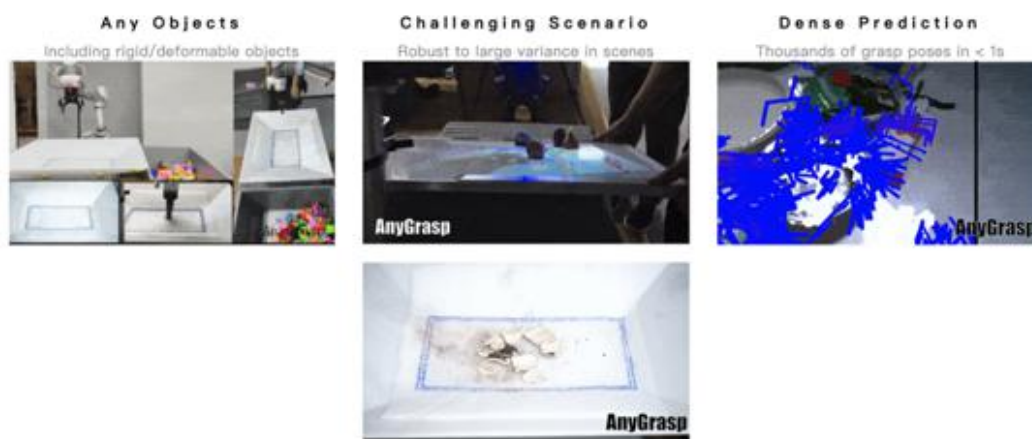 Any Objects
Including rigid/deformable objects
Challenging Scenario
Robust to large variance in scenes
Dense Prediction
Thousands of grasp poses in < 1s
AnyGrasp
AnyGrasp
AnyGrasp